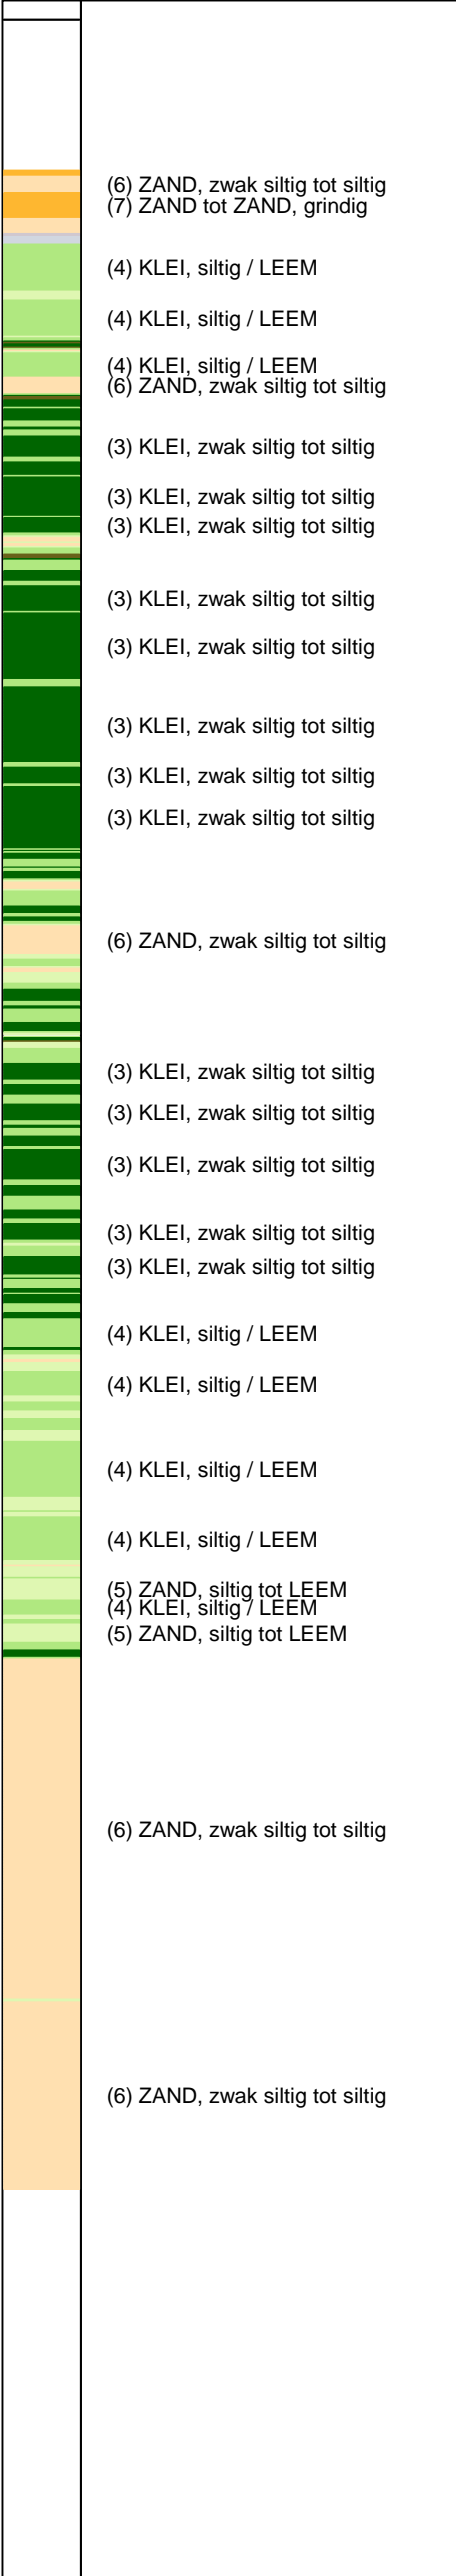 (6) ZAND, zwak siltig tot siltig
(7) ZAND tot ZAND, grindig
(4) KLEI, siltig / LEEM
(4) KLEI, siltig / LEEM
(4) KLEI, siltig / LEEM
(6) ZAND, zwak siltig tot siltig
(3) KLEI, zwak siltig tot siltig
(3) KLEI, zwak siltig tot siltig
(3) KLEI, zwak siltig tot siltig
(3) KLEI, zwak siltig tot siltig
(3) KLEI, zwak siltig tot siltig
(3) KLEI, zwak siltig tot siltig
(3) KLEI, zwak siltig tot siltig
(3) KLEI, zwak siltig tot siltig
(6) ZAND, zwak siltig tot siltig
(3) KLEI, zwak siltig tot siltig
(3) KLEI, zwak siltig tot siltig
(3) KLEI, zwak siltig tot siltig
(3) KLEI, zwak siltig tot siltig
(3) KLEI, zwak siltig tot siltig
(4) KLEI, siltig / LEEM
(4) KLEI, siltig / LEEM
(4) KLEI, siltig / LEEM
(4) KLEI, siltig / LEEM
(5) ZAND, siltig tot LEEM
(4) KLEI, siltig / LEEM
(5) ZAND, siltig tot LEEM
(6) ZAND, zwak siltig tot siltig
(6) ZAND, zwak siltig tot siltig